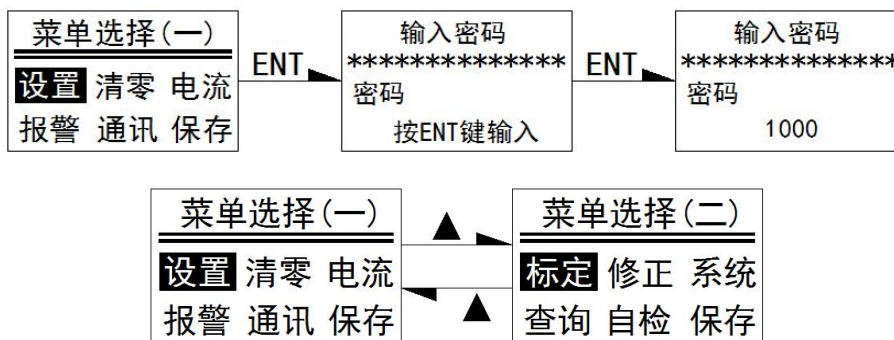 菜单选择(一)
设置 清零 电流
报警 通讯 保存
ENT
输入密码
**************
密码
按ENT键输入
ENT
输入密码
**************
密码
1000
菜单选择(一)
设置 清零 电流
报警 通讯 保存
▲
▲
菜单选择(二)
标定 修正 系统
查询 自检 保存